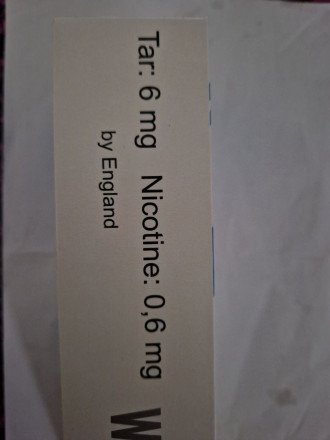 Tar: 6 mg Nicotine: 0,6 mg
by England
W